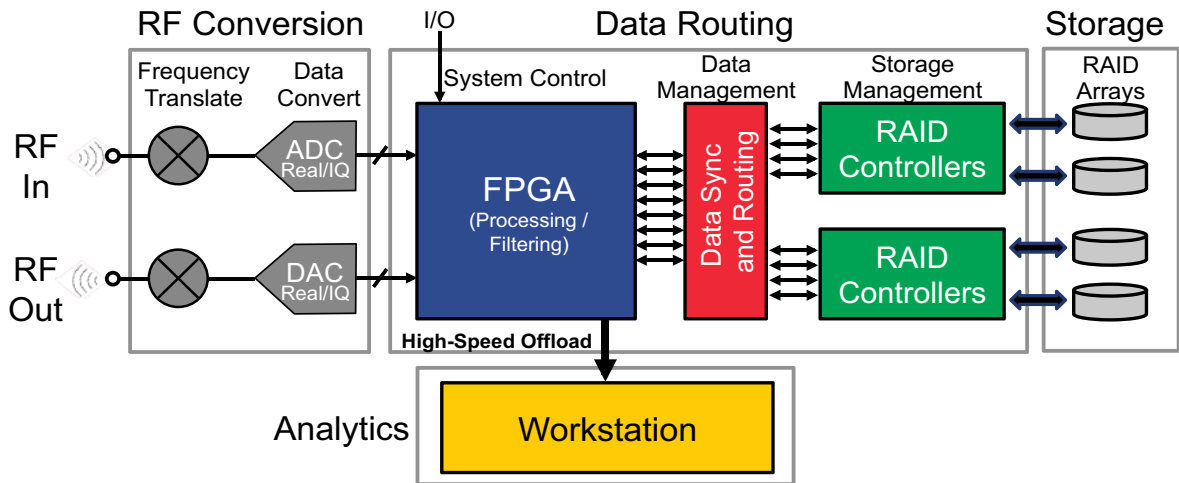 RF Conversion
Data Routing
Storage
I/O
Frequency
Translate
Data
Convert
System Control
Data
Management
Storage
Management
RAID
Arrays
RF
In
ADC
Real/IQ
FPGA
(Processing /
Filtering)
Data Sync
and Routing
RAID
Controllers
RF
Out
DAC
Real/IQ
RAID
Controllers
High-Speed Offload
Analytics
Workstation